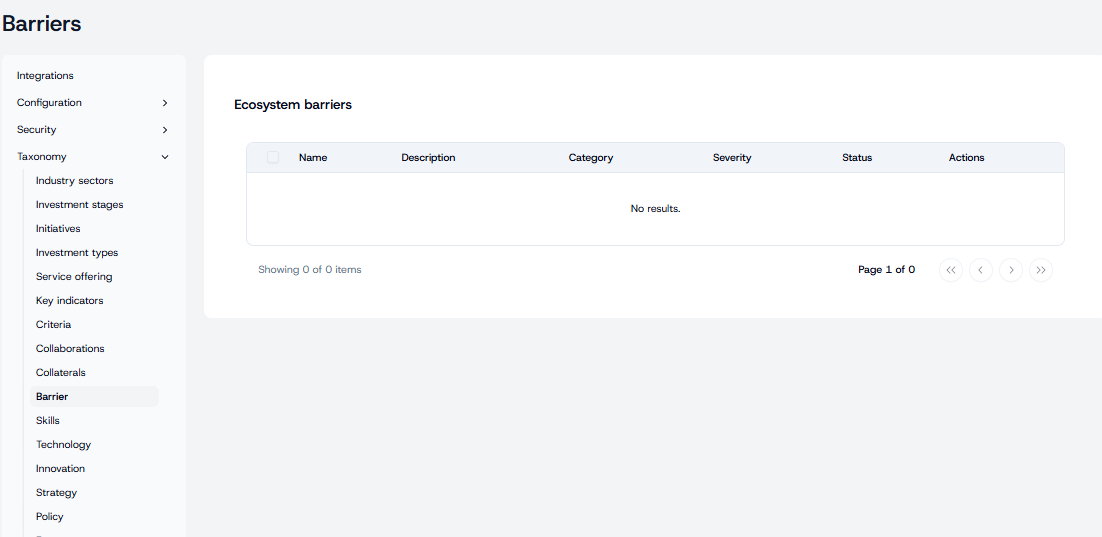 Barriers
Integrations
Configuration
Security
Taxonomy
Industry sectors
Investment stages
Initiatives
Investment types
Service offering
Key indicators
Criteria
Collaborations
Collaterals
Barrier
Skills
Technology
Innovation
Strategy
Policy
Ecosystem barriers
Name Description Category Severity Status Actions
No results.
Showing 0 of 0 items
Page 1 of 0